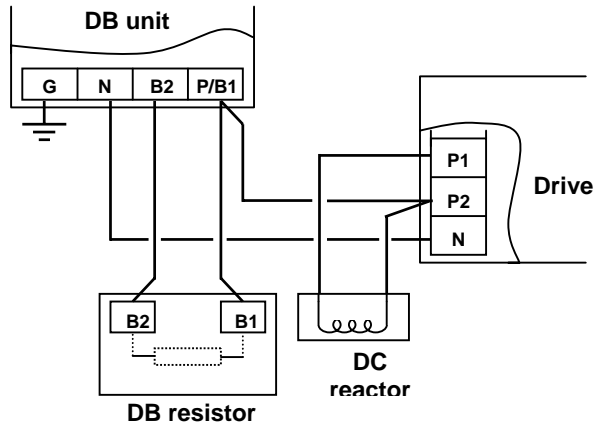 DB unit
G N B2 P/B1
P1
P2
N
Drive
B2 B1
DC
reactor
DB resistor